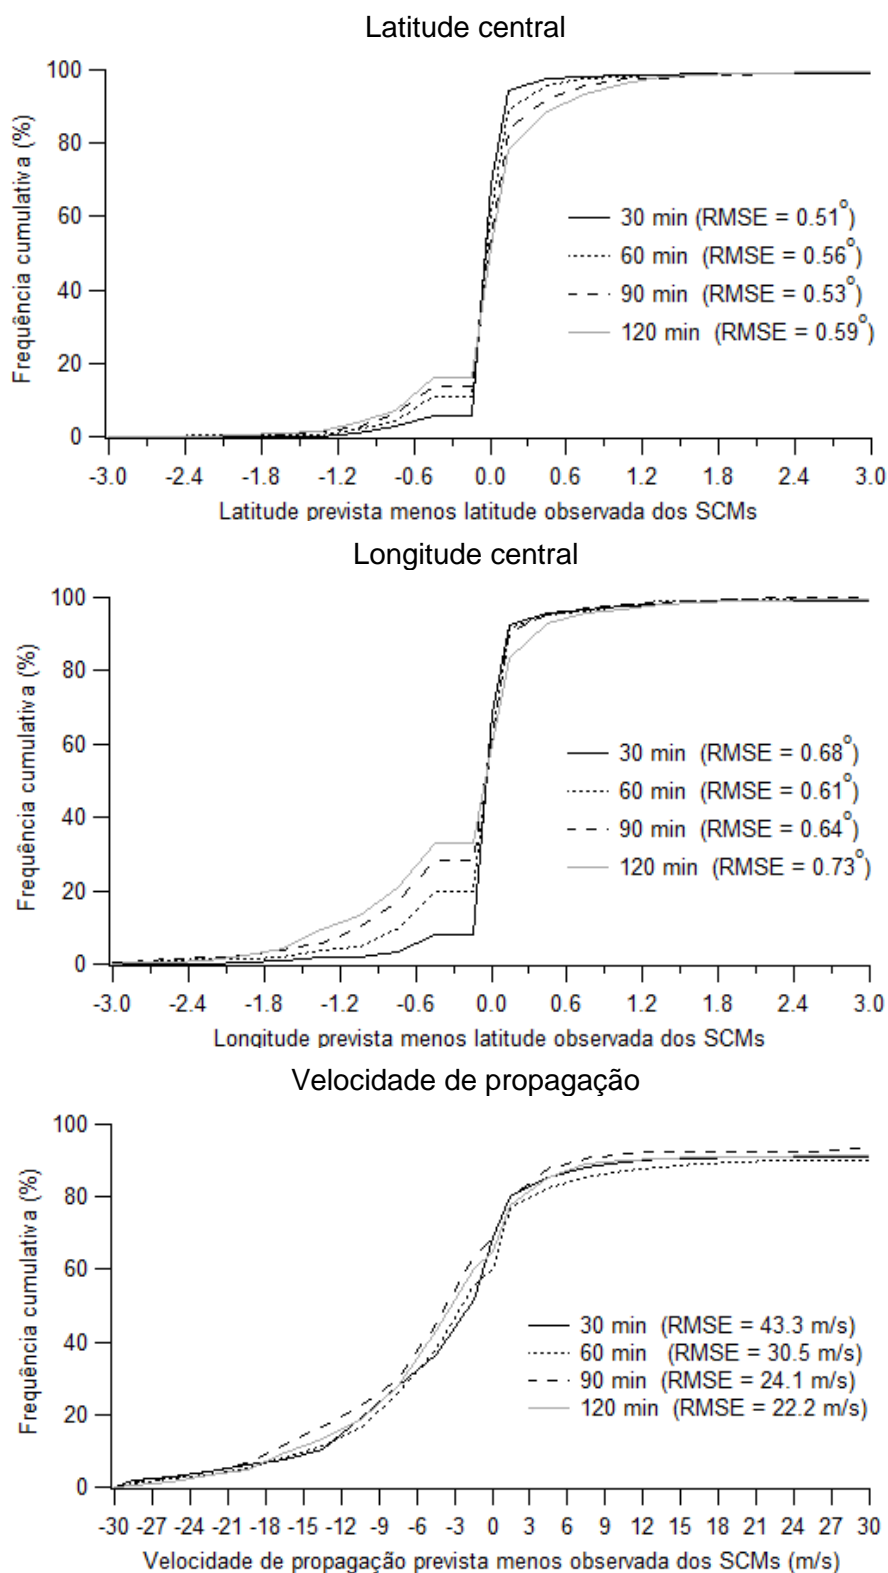 Latitude central
Frequência cumulativa (%)
100
80
60
40
20
0
30 min (RMSE = 0.51°)
60 min (RMSE = 0.56°)
90 min (RMSE = 0.53°)
120 min (RMSE = 0.59°)
-3.0 -2.4 -1.8 -1.2 -0.6 0.0 0.6 1.2 1.8 2.4 3.0
Latitude prevista menos latitude observada dos SCMs
Longitude central
Frequência cumulativa (%)
100
80
60
40
20
0
30 min (RMSE = 0.68°)
60 min (RMSE = 0.61°)
90 min (RMSE = 0.64°)
120 min (RMSE = 0.73°)
-3.0 -2.4 -1.8 -1.2 -0.6 0.0 0.6 1.2 1.8 2.4 3.0
Longitude prevista menos latitude observada dos SCMs
Velocidade de propagação
Frequência cumulativa (%)
100
80
60
40
20
0
30 min (RMSE = 43.3 m/s)
60 min (RMSE = 30.5 m/s)
90 min (RMSE = 24.1 m/s)
120 min (RMSE = 22.2 m/s)
-30 -27 -24 -21 -18 -15 -12 -9 -6 -3 0 3 6 9 12 15 18 21 24 27 30
Velocidade de propagação prevista menos observada dos SCMs (m/s)